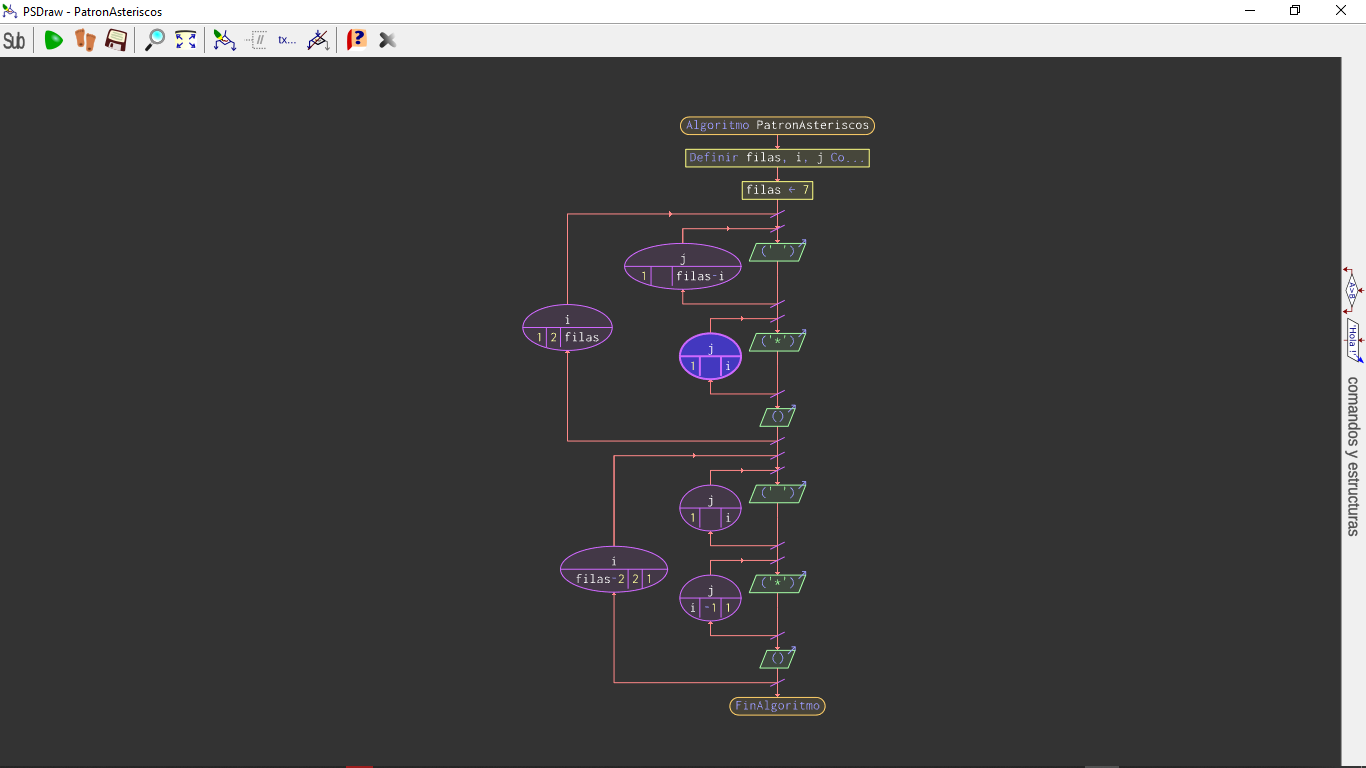 PSDraw - PatronAsteriscos
Sub
tx...
?
Algoritmo PatronAsteriscos
Definir filas, i, j Co...
filas ← 7
(' ')
j
1 filas-i
i
1 2 filas
('*')
j
1 i
()
(' ')
j
1 i
i
filas-2 2 1
('*')
j
i -1 1
()
FinAlgoritmo
A>B
'Hola !'
comandos y estructuras